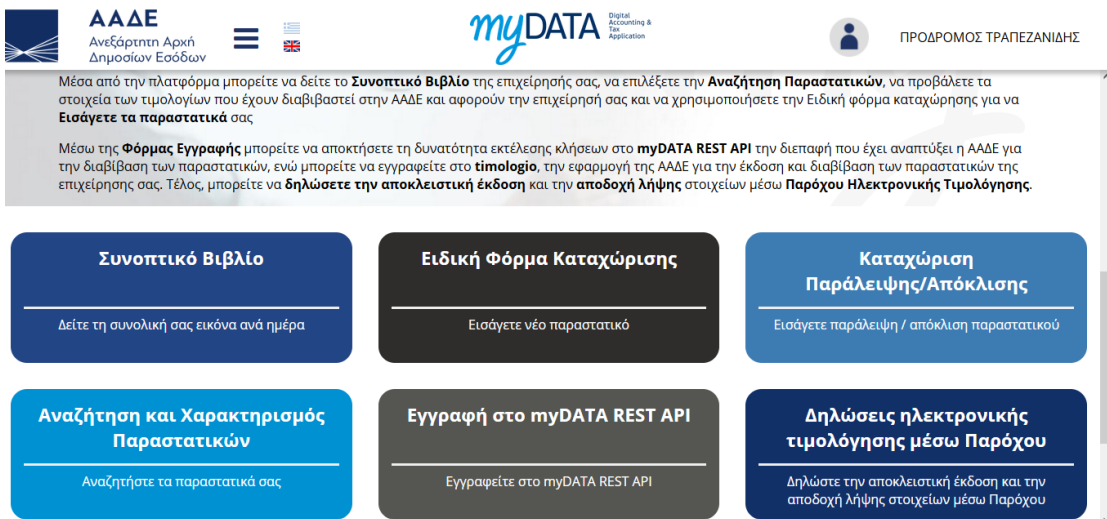 ΑΑΔΕ
Ανεξάρτητη Αρχή
Δημοσίων Εσόδων
myDATA
Digital
Accounting &
Tax
Application
ΠΡΟΔΡΟΜΟΣ ΤΡΑΠΕΖΑΝΙΔΗΣ
Μέσα από την πλατφόρμα μπορείτε να δείτε το Συνοπτικό Βιβλίο της επιχείρησής σας, να επιλέξετε την Αναζήτηση Παραστατικών, να προβάλετε τα
στοιχεία των τιμολογίων που έχουν διαβιβαστεί στην ΑΑΔΕ και αφορούν την επιχείρησή σας και να χρησιμοποιήσετε την Ειδική φόρμα καταχώρησης για να
Εισάγετε τα παραστατικά σας
Μέσω της Φόρμας Εγγραφής μπορείτε να αποκτήσετε τη δυνατότητα εκτέλεσης κλήσεων στο myDATA REST API την διεπαφή που έχει αναπτύξει η ΑΑΔΕ για
την διαβίβαση των παραστατικών, ενώ μπορείτε να εγγραφείτε στο timologio, την εφαρμογή της ΑΑΔΕ για την έκδοση και διαβίβαση των παραστατικών της
επιχείρησης σας. Τέλος, μπορείτε να δηλώσετε την αποκλειστική έκδοση και την αποδοχή λήψης στοιχείων μέσω Παρόχου Ηλεκτρονικής Τιμολόγησης.
Συνοπτικό Βιβλίο
Δείτε τη συνολική σας εικόνα ανά ημέρα
Ειδική Φόρμα Καταχώρισης
Εισάγετε νέο παραστατικό
Καταχώριση
Παράλειψης/Απόκλισης
Εισάγετε παράλειψη / απόκλιση παραστατικού
Αναζήτηση και Χαρακτηρισμός
Παραστατικών
Αναζητήστε τα παραστατικά σας
Εγγραφή στο myDATA REST API
Εγγραφείτε στο myDATA REST API
Δηλώσεις ηλεκτρονικής
τιμολόγησης μέσω Παρόχου
Δηλώστε την αποκλειστική έκδοση και την
αποδοχή λήψης στοιχείων μέσω Παρόχου